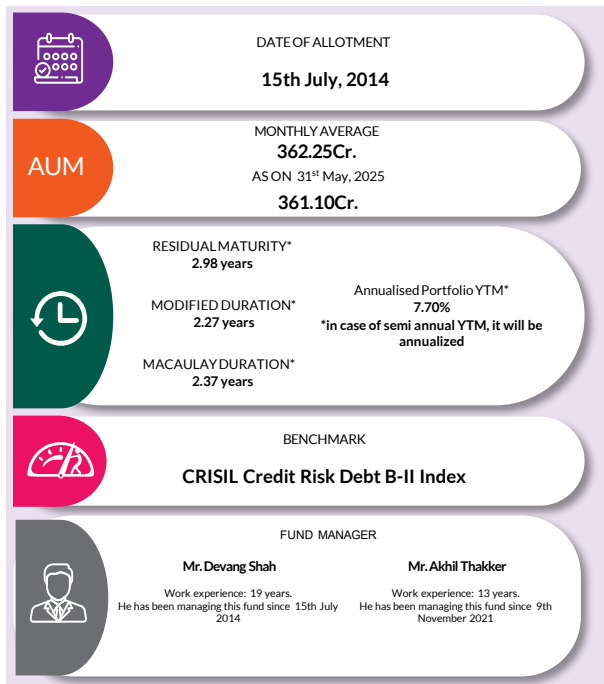 DATE OF ALLOTMENT
15th July, 2014
AUM
MONTHLY AVERAGE
362.25Cr.
AS ON 31st May, 2025
361.10Cr.
RESIDUAL MATURITY*
2.98 years
MODIFIED DURATION*
2.27 years
MACAULAY DURATION*
2.37 years
Annualised Portfolio YTM*
7.70%
*in case of semi annual YTM, it will be
annualized
BENCHMARK
CRISIL Credit Risk Debt B-II Index
FUND MANAGER
Mr. Devang Shah
Work experience: 19 years.
He has been managing this fund since 15th July
2014
Mr. Akhil Thakker
Work experience: 13 years.
He has been managing this fund since 9th
November 2021